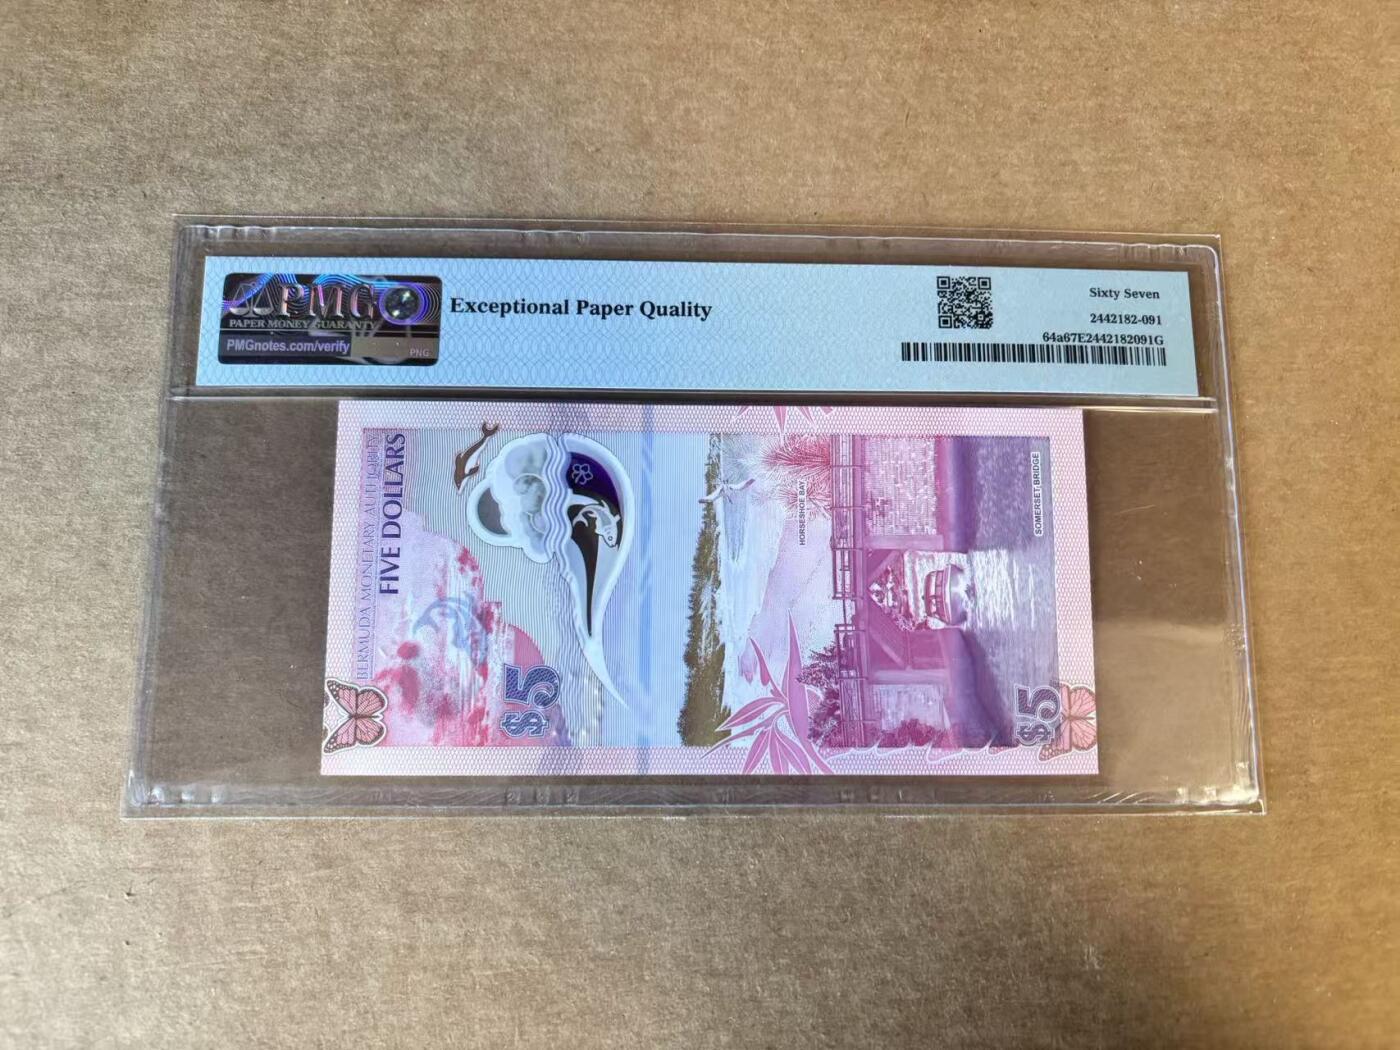 PMG
PAPER MONEY GUARANTY
PMGnotes.com/verify
PNG
Exceptional Paper Quality
Sixty Seven
2442182-091
64a67E2442182091G
BERMUDA MONETARY AUTHORITY
FIVE DOLLARS
$5
HORSESHOE BAY
SOMERSET BRIDGE
$5